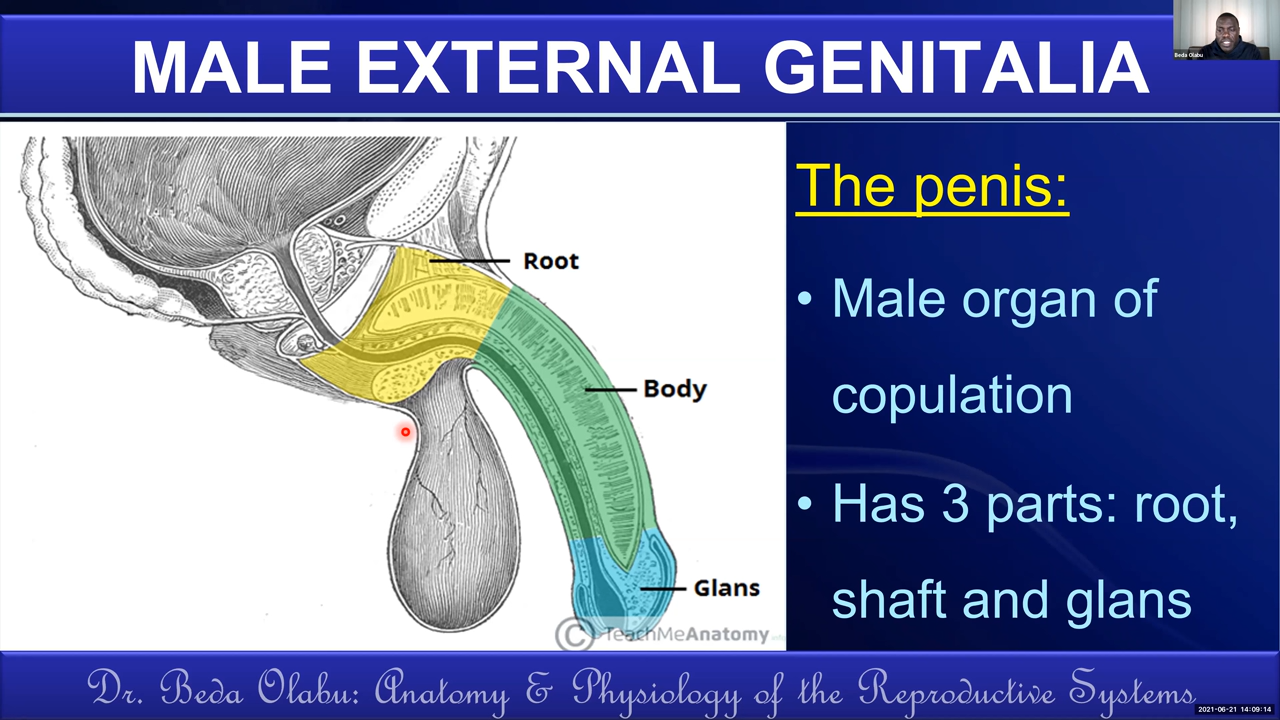 MALE EXTERNAL GENITALIA
Beda Olabu
The penis:
• Male organ of
copulation
• Has 3 parts: root,
shaft and glans
Root
Body
Glans
© TeachMeAnatomy
Dr. Beda Olabu: Anatomy & Physiology of the Reproductive Systems
2021-06-21 14:09:14